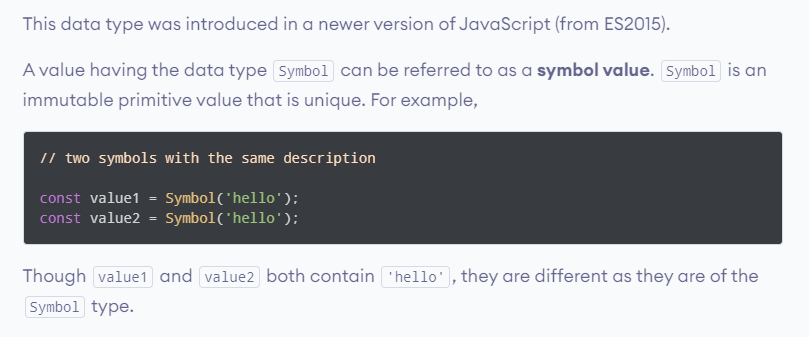 This data type was introduced in a newer version of JavaScript (from ES2015).
A value having the data type Symbol can be referred to as a symbol value. Symbol is an
immutable primitive value that is unique. For example,
// two symbols with the same description
const value1 = Symbol('hello');
const value2 = Symbol('hello');
Though value1 and value2 both contain 'hello', they are different as they are of the
Symbol type.